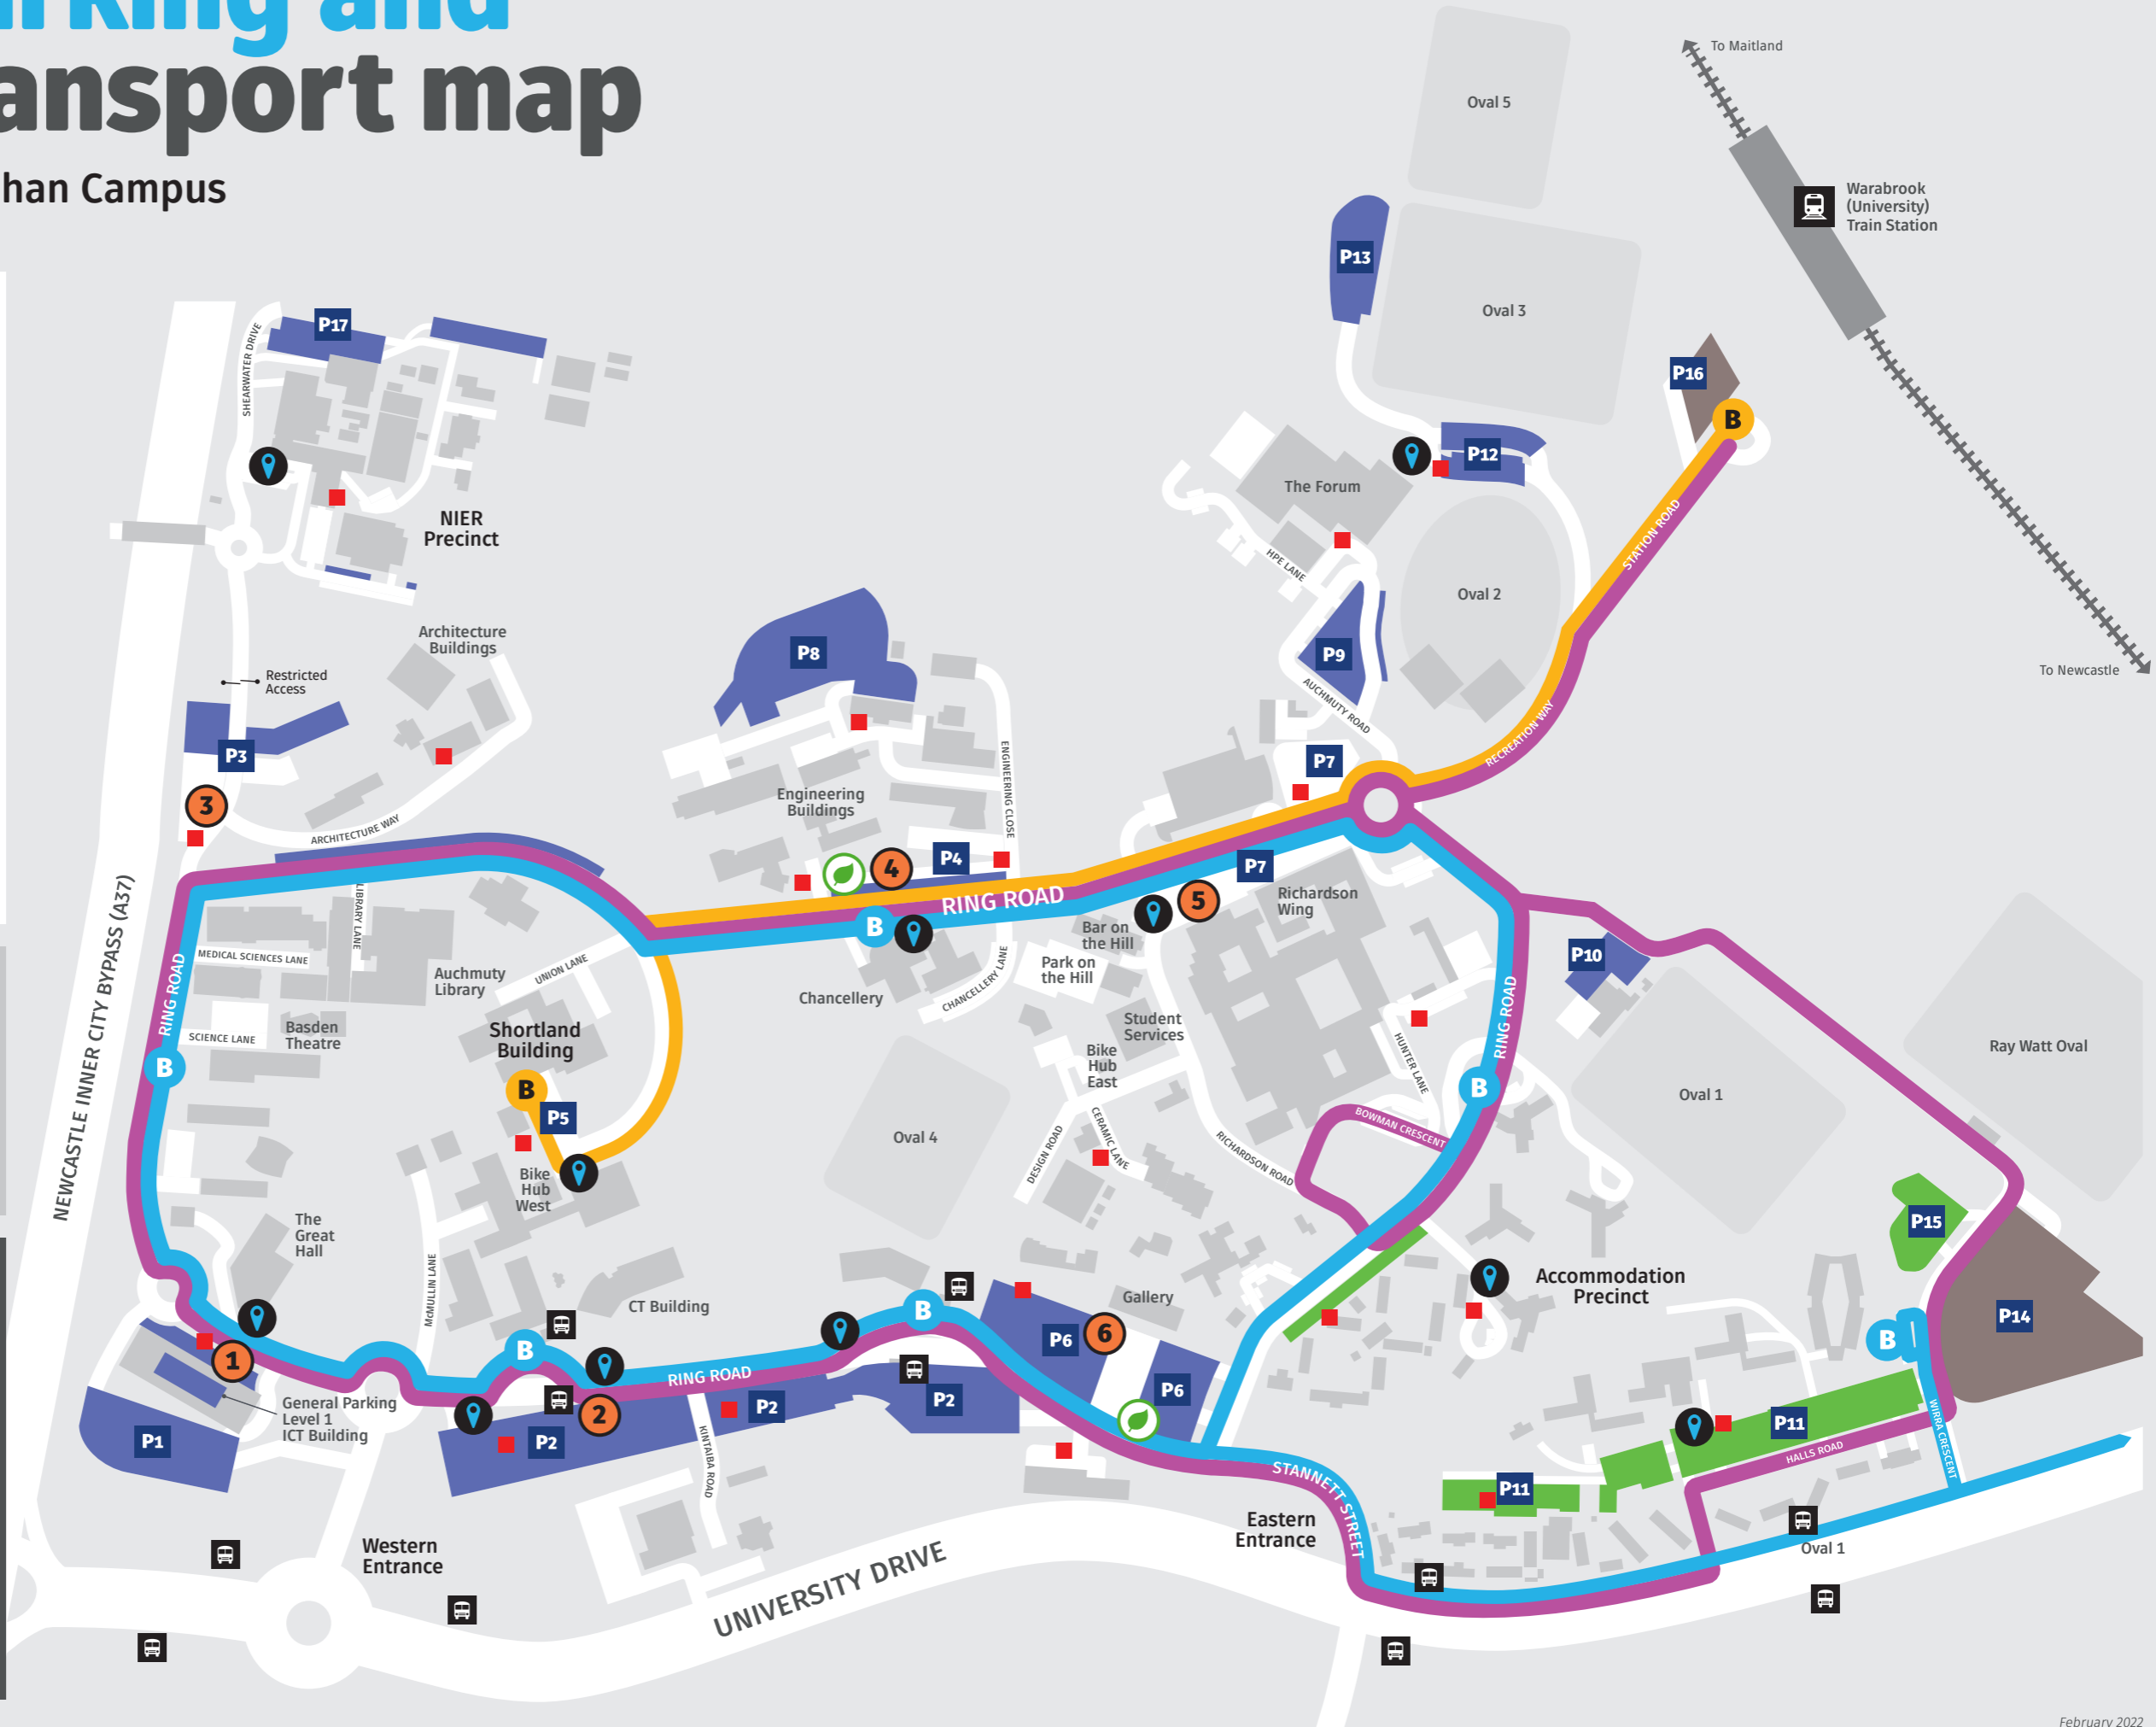 rking and
ansport map
han Campus
To Maitland
Warabrook
(University)
Train Station
To Newcastle
Oval 5
P13
Oval 3
P16
B
P12
The Forum
HPE LANE
Oval 2
STATION ROAD
P9
AUCHMUTY ROAD
RECREATION WAY
P17
SHEARWATER DRIVE
NIER
Precinct
Architecture
Buildings
Restricted
Access
P3
3
ARCHITECTURE WAY
P8
Engineering
Buildings
ENGINEERING CLOSE
P4
4
P7
RING ROAD
B
P7
5
Richardson
Wing
Bar on
the Hill
Park on
the Hill
Chancellery
CHANCELLERY LANE
Student
Services
Bike
Hub
East
NEWCASTLE INNER CITY BYPASS (A37)
RING ROAD
LIBRARY LANE
MEDICAL SCIENCES LANE
Auchmuty
Library
UNION LANE
SCIENCE LANE
Basden
Theatre
Shortland
Building
B
B
P5
Bike
Hub
West
The
Great
Hall
McMULLIN LANE
CT Building
Oval 4
DESIGN ROAD
CERAMIC LANE
RICHARDSON ROAD
HUNTER LANE
BOWMAN CRESCENT
RING ROAD
B
P10
Oval 1
Ray Watt Oval
P15
P14
Accommodation
Precinct
B
Gallery
P6
6
P6
B
B
1
General Parking
Level 1
ICT Building
P1
2
P2
RING ROAD
P2
P2
KINTAIBA ROAD
STANNETT STREET
P11
P11
HALLS ROAD
WIRRA CRESCENT
Western
Entrance
Eastern
Entrance
UNIVERSITY DRIVE
Oval 1
February 2022